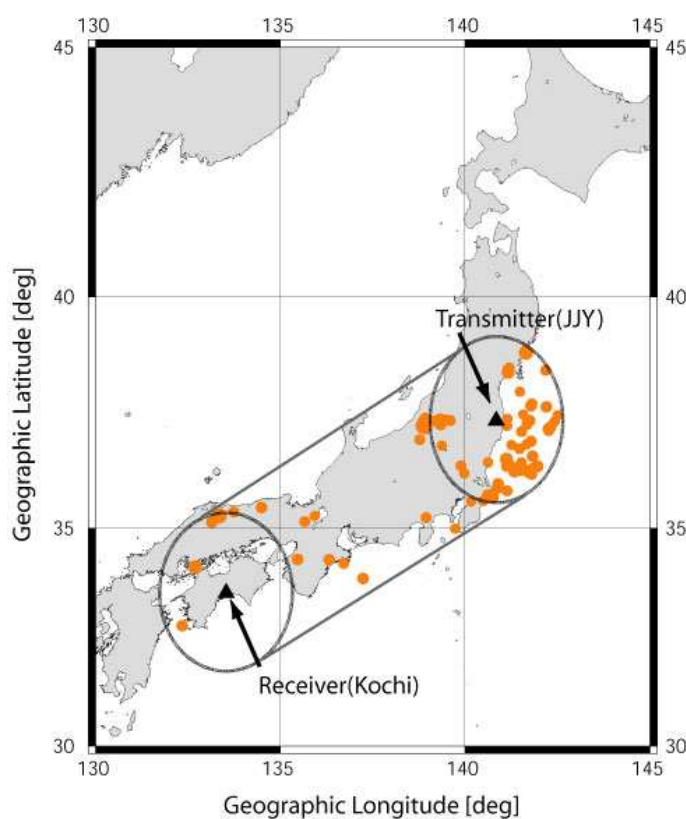 130 135 140 145
45 45
40 40
Transmitter(JJY)
35 35
Receiver(Kochi)
30 30
130 135 140 145
Geographic Latitude [deg]
Geographic Longitude [deg]